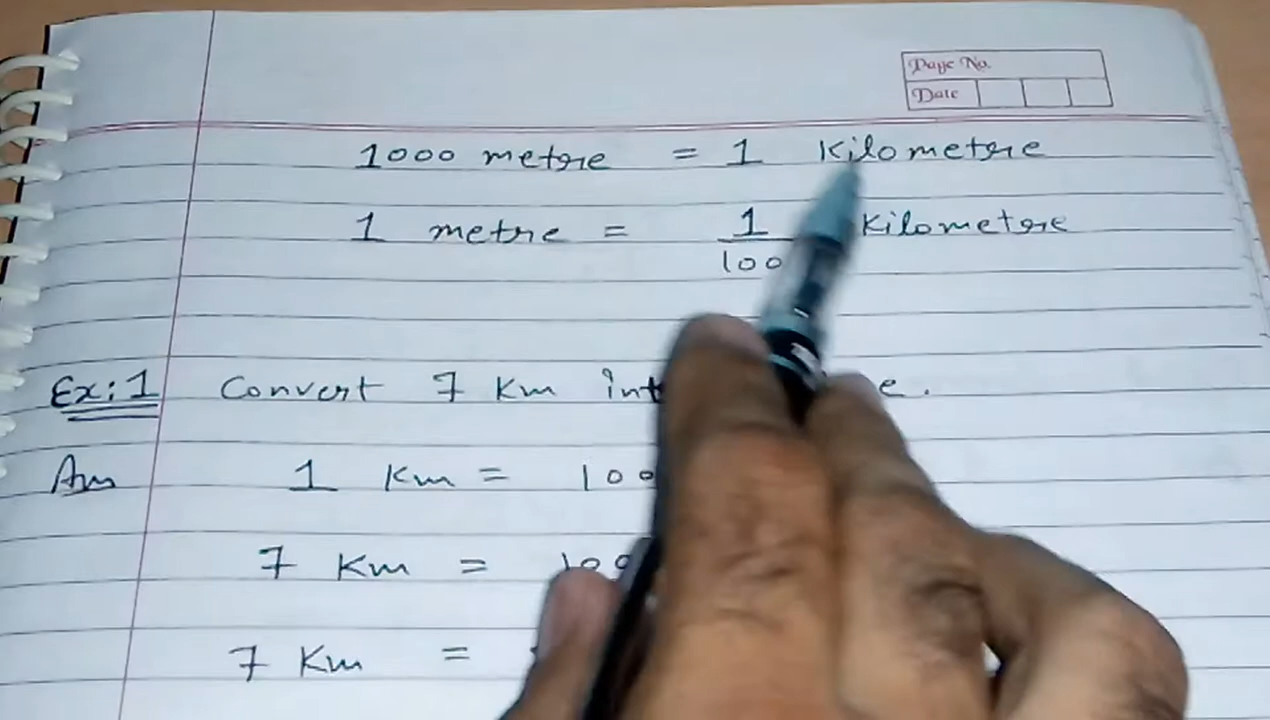 Page No.
Date
1000 metre = 1 Kilometre
1 metre = 1 Kilometre
100
Ex:1 Convert 7 Km int e.
Ans 1 Km = 100
7 Km = 100
7 Km =